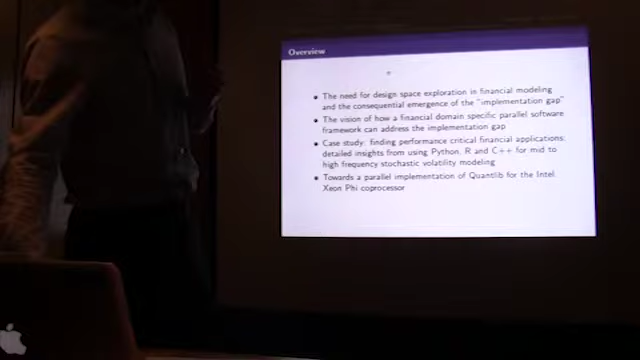 Overview
The need for design space exploration in financial modeling
and the consequential emergence of the "implementation gap"
The vision of how a financial domain specific parallel software
framework can address the implementation gap
Case study: finding performance critical financial applications:
detailed insights from using Python, R and C++ for mid to
high frequency stochastic volatility modeling
Towards a parallel implementation of Quantlib for the Intel
Xeon Phi coprocessor